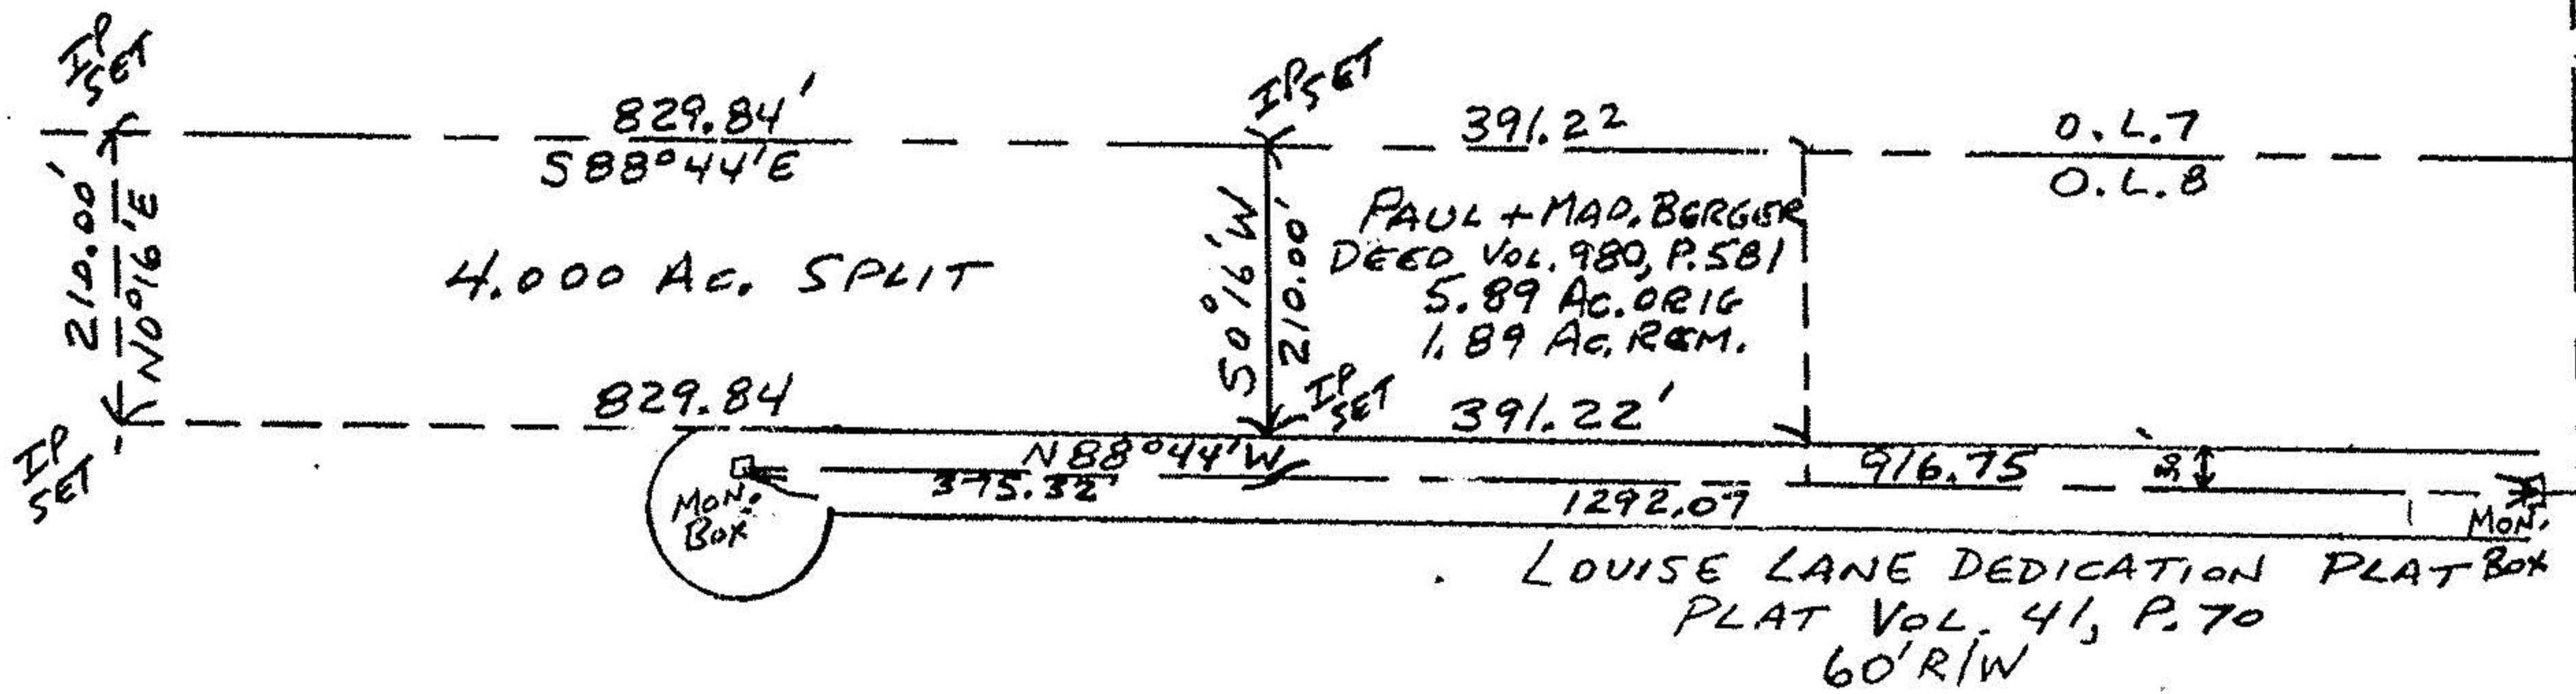 IP
SET
829.84'
S88°44'E
IP SET
391.22
O.L.7
O.L.8
210.00'
N0°16'E
4.000 Ac. SPLIT
S0°16'W
210.00'
PAUL + MAD. BERGER
DEED VOL. 980, P. 581
5.89 Ac. ORIG
1.89 Ac. REM.
IP
SET
829.84
IP
SET
391.22'
N88°44'W
375.32'
916.75
1292.07
MON.
BOX
MON.
BOX
LOUISE LANE DEDICATION PLAT
PLAT VOL. 41, P. 70
60' R/W